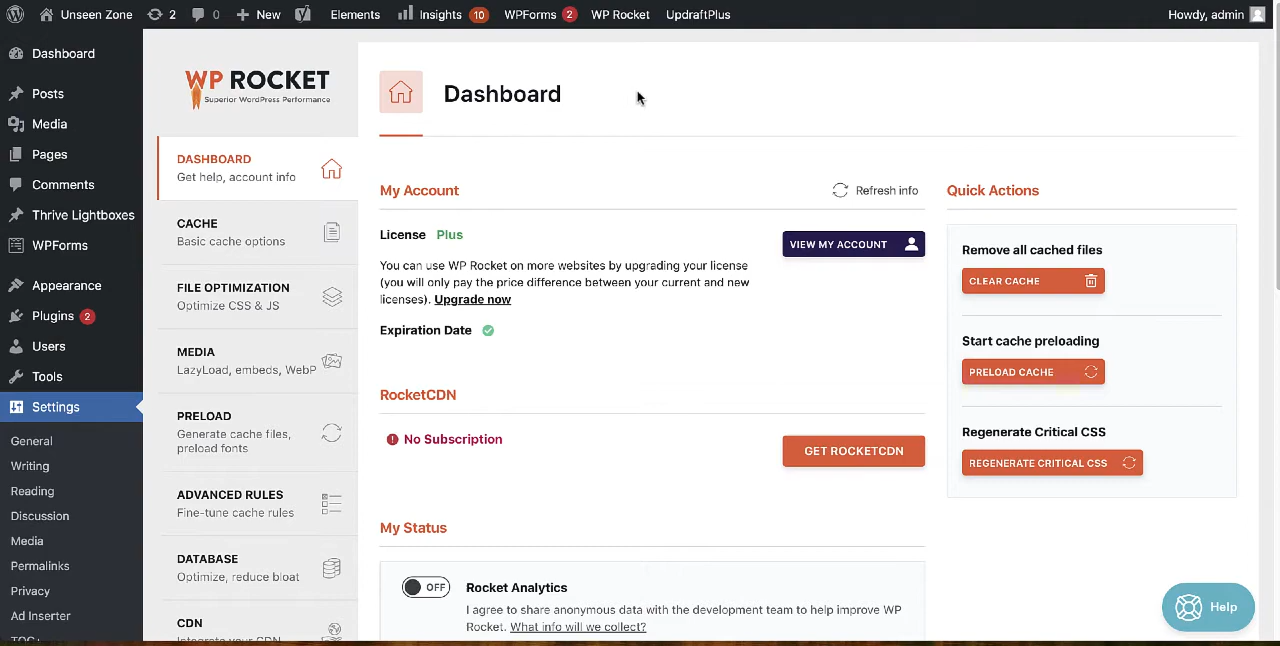 Unseen Zone 2 0 New Elements Insights 10 WPForms 2 WP Rocket UpdraftPlus Howdy, admin
Dashboard
Posts
Media
Pages
Comments
Thrive Lightboxes
WPForms
Appearance
Plugins 2
Users
Tools
Settings
General
Writing
Reading
Discussion
Media
Permalinks
Privacy
Ad Inserter
TOC+
WP ROCKET
Superior WordPress Performance
DASHBOARD
Get help, account info
CACHE
Basic cache options
FILE OPTIMIZATION
Optimize CSS & JS
MEDIA
LazyLoad, embeds, WebP
PRELOAD
Generate cache files,
preload fonts
ADVANCED RULES
Fine-tune cache rules
DATABASE
Optimize, reduce bloat
CDN
Integrate your CDN
Dashboard
My Account
Refresh info
License Plus
VIEW MY ACCOUNT
You can use WP Rocket on more websites by upgrading your license
(you will only pay the price difference between your current and new
licenses). Upgrade now
Expiration Date
RocketCDN
No Subscription
GET ROCKETCDN
My Status
OFF
Rocket Analytics
I agree to share anonymous data with the development team to help improve WP
Rocket. What info will we collect?
Quick Actions
Remove all cached files
CLEAR CACHE
Start cache preloading
PRELOAD CACHE
Regenerate Critical CSS
REGENERATE CRITICAL CSS
Help